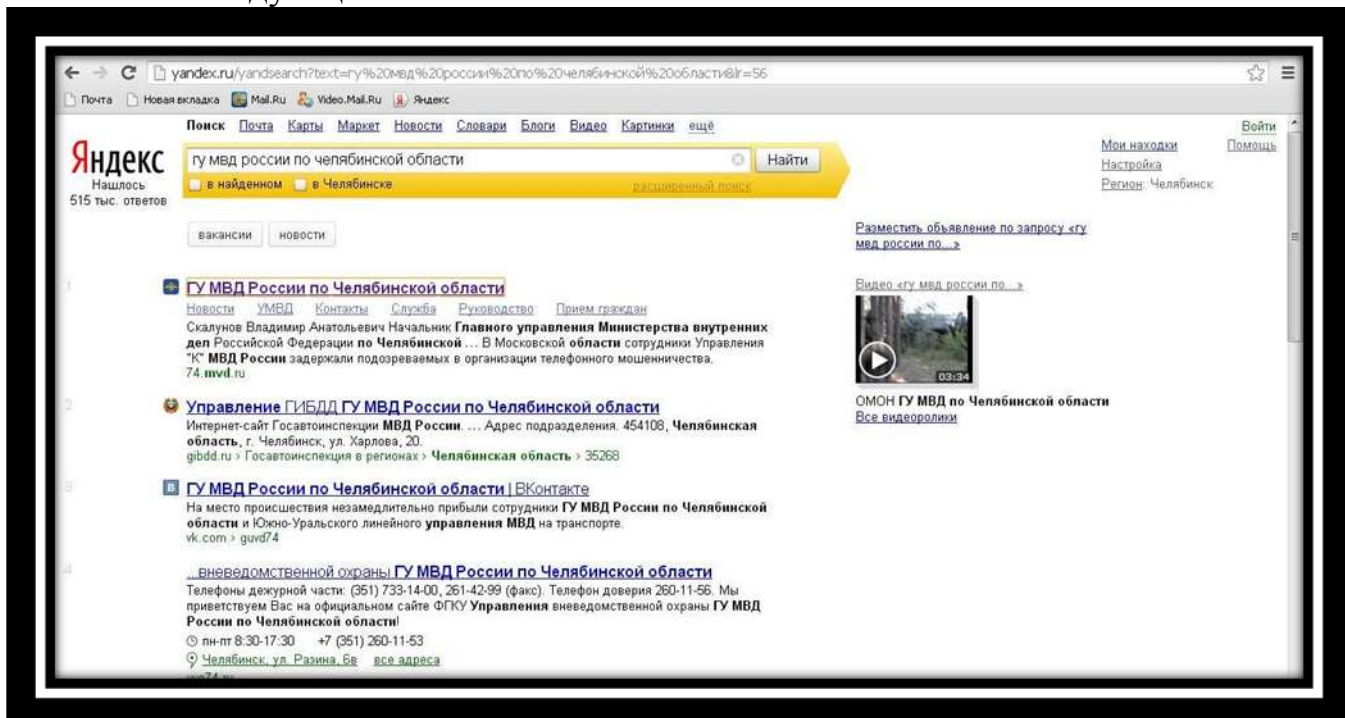 yandex.ru/yandsearch?text=гу%20мвд%20россии%20по%20челябинской%20области&lr=56
Почта Новая вкладка Mail.Ru Video.Mail.Ru Яндекс
Поиск Почта Карты Маркет Новости Словари Блоги Видео Картинки ещё
Войти
Яндекс
гу мвд россии по челябинской области
Найти
Мои находки
Помощь
Нашлось
515 тыс. ответов
в найденном в Челябинске
расширенный поиск
Настройка
Регион: Челябинск
вакансии новости
Разместить объявление по запросу «гу
мвд россии по...»
1
ГУ МВД России по Челябинской области
Новости УМВД Контакты Служба Руководство Прием граждан
Скалунов Владимир Анатольевич Начальник Главного управления Министерства внутренних
дел Российской Федерации по Челябинской ... В Московской области сотрудники Управления
"К" МВД России задержали подозреваемых в организации телефонного мошенничества.
74.mvd.ru
Видео «гу мвд россии по...»
03:34
ОМОН ГУ МВД по Челябинской области
Все видеоролики
2
Управление ГИБДД ГУ МВД России по Челябинской области
Интернет-сайт Госавтоинспекции МВД России. ... Адрес подразделения. 454108, Челябинская
область, г. Челябинск, ул. Харлова, 20.
gibdd.ru › Госавтоинспекция в регионах › Челябинская область › 35268
3
ГУ МВД России по Челябинской области | ВКонтакте
На место происшествия незамедлительно прибыли сотрудники ГУ МВД России по Челябинской
области и Южно-Уральского линейного управления МВД на транспорте.
vk.com › guvd74
4
...вневедомственной охраны ГУ МВД России по Челябинской области
Телефоны дежурной части: (351) 733-14-00, 261-42-99 (факс). Телефон доверия 260-11-56. Мы
приветствуем Вас на официальном сайте ФГКУ Управления вневедомственной охраны ГУ МВД
России по Челябинской области!
пн-пт 8:30-17:30 +7 (351) 260-11-53
Челябинск, ул. Разина, 6в все адреса